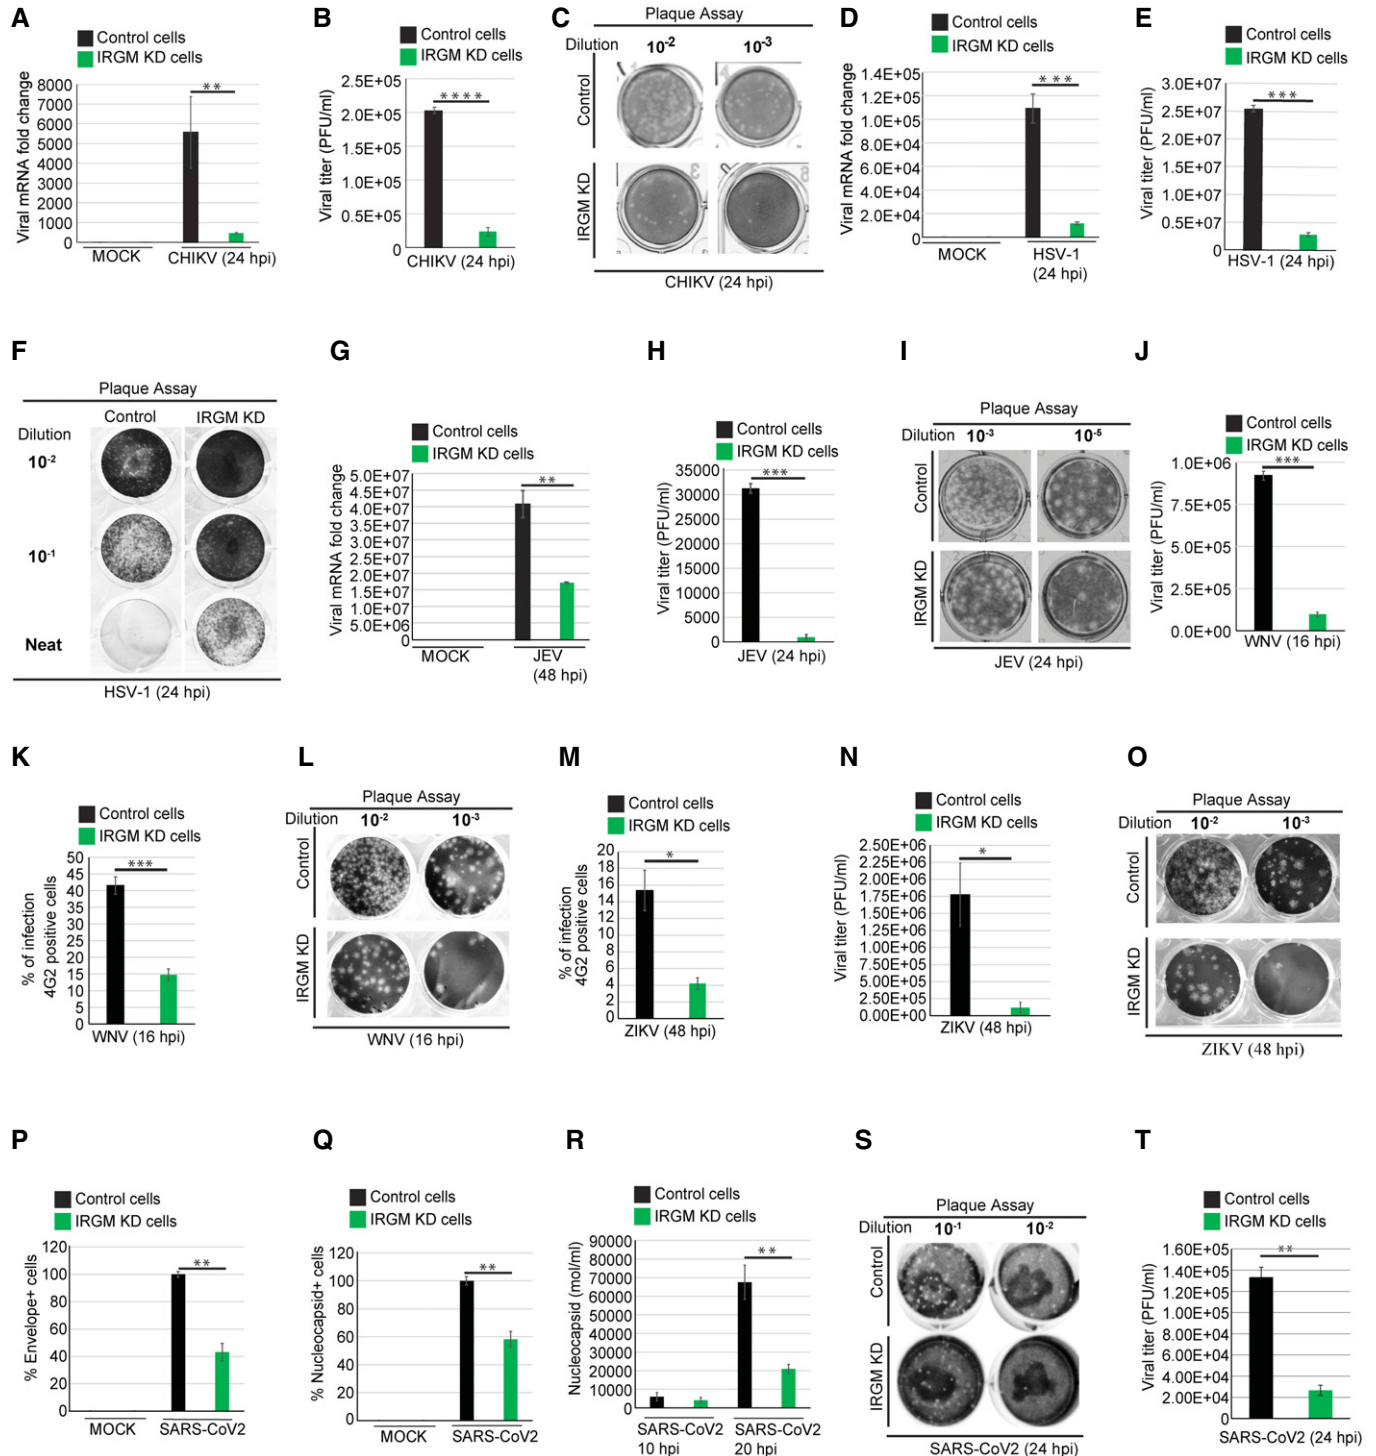 A
Control cells
IRGM KD cells
Viral mRNA fold change
8000
7000
6000
5000
4000
3000
2000
1000
0
**
MOCK
CHIKV (24 hpi)
B
Control cells
IRGM KD cells
Viral titer (PFU/ml)
2.5E+05
2.0E+05
1.5E+05
1.0E+05
0.5E+05
0
****
CHIKV (24 hpi)
C
Plaque Assay
Dilution 10-2 10-3
Control
IRGM KD
CHIKV (24 hpi)
D
Control cells
IRGM KD cells
Viral mRNA fold change
1.4E+05
1.2E+05
1.0E+05
8.0E+04
6.0E+04
4.0E+04
2.0E+04
0
***
MOCK
HSV-1
(24 hpi)
E
Control cells
IRGM KD cells
Viral titer (PFU/ml)
3.0E+07
2.5E+07
2.0E+07
1.5E+07
1.0E+07
0.5E+07
0
***
HSV-1 (24 hpi)
F
Plaque Assay
Control IRGM KD
Dilution
10-2
10-1
Neat
HSV-1 (24 hpi)
G
Control cells
IRGM KD cells
Viral mRNA fold change
5.0E+07
4.5E+07
4.0E+07
3.5E+07
3.0E+07
2.5E+07
2.0E+07
1.5E+07
1.0E+07
5.0E+06
0
**
MOCK
JEV
(48 hpi)
H
Control cells
IRGM KD cells
Viral titer (PFU/ml)
35000
30000
25000
20000
15000
10000
5000
0
***
JEV (24 hpi)
I
Plaque Assay
Dilution 10-3 10-5
Control
IRGM KD
JEV (24 hpi)
J
Control cells
IRGM KD cells
Viral titer (PFU/ml)
1.0E+06
7.5E+05
5.0E+05
2.5E+05
0.0E+00
***
WNV (16 hpi)
K
Control cells
IRGM KD cells
% of infection
4G2 positive cells
50
45
40
35
30
25
20
15
10
5
0
***
WNV (16 hpi)
L
Plaque Assay
Dilution 10-2 10-3
Control
IRGM KD
WNV (16 hpi)
M
Control cells
IRGM KD cells
% of infection
4G2 positive cells
20
18
16
14
12
10
8
6
4
2
0
*
ZIKV (48 hpi)
N
Control cells
IRGM KD cells
Viral titer (PFU/ml)
2.50E+06
2.25E+06
2.00E+06
1.75E+06
1.50E+06
1.25E+06
1.00E+06
7.50E+05
5.00E+05
2.50E+05
0.00E+00
*
ZIKV (48 hpi)
O
Plaque Assay
Dilution 10-2 10-3
Control
IRGM KD
ZIKV (48 hpi)
P
Control cells
IRGM KD cells
% Envelope+ cells
120
100
80
60
40
20
0
**
MOCK
SARS-CoV2
Q
Control cells
IRGM KD cells
% Nucleocapsid+ cells
120
100
80
60
40
20
0
**
MOCK
SARS-CoV2
R
Control cells
IRGM KD cells
Nucleocapsid (mol/ml)
90000
80000
70000
60000
50000
40000
30000
20000
10000
0
**
SARS-CoV2 SARS-CoV2
10 hpi 20 hpi
S
Plaque Assay
Dilution 10-1 10-2
Control
IRGM KD
SARS-CoV2 (24 hpi)
T
Control cells
IRGM KD cells
Viral titer (PFU/ml)
1.60E+05
1.40E+05
1.20E+05
1.00E+05
8.00E+04
6.00E+04
4.00E+04
2.00E+04
0
**
SARS-CoV2 (24 hpi)